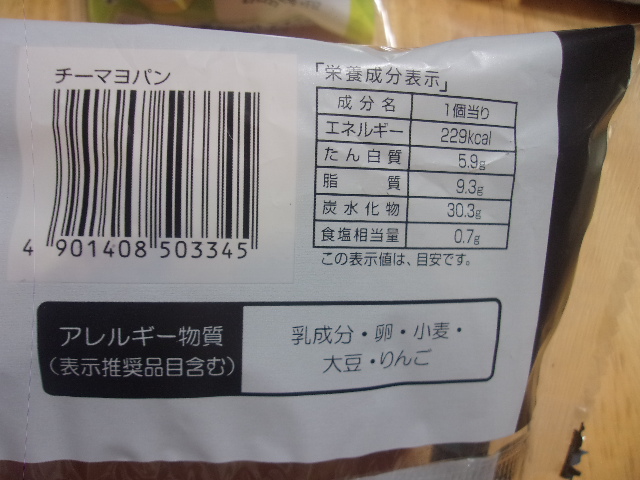 チーマヨパン
4 901408 503345
「栄養成分表示」
成分名 1個当り
エネルギー 229kcal
たん白質 5.9g
脂質 9.3g
炭水化物 30.3g
食塩相当量 0.7g
この表示値は、目安です。
アレルギー物質
(表示推奨品目含む)
乳成分・卵・小麦・
大豆・りんご